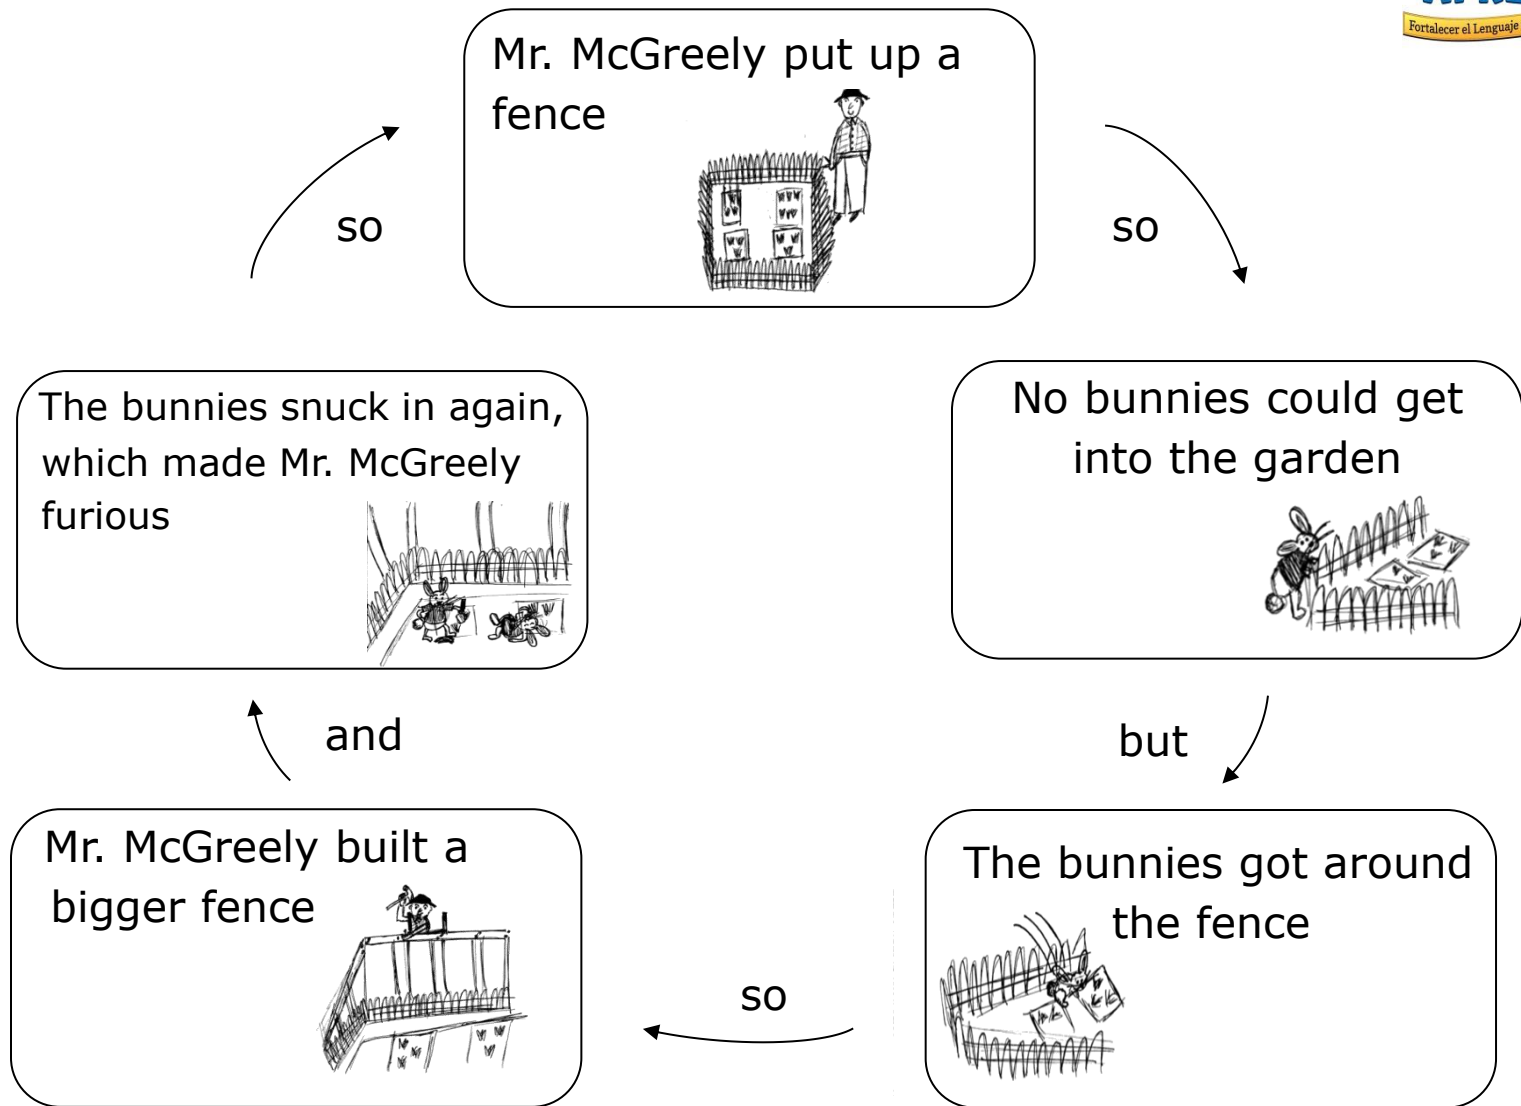 Fortalecer el Lenguaje
Mr. McGreely put up a
fence
so
so
No bunnies could get
into the garden
but
The bunnies got around
the fence
so
Mr. McGreely built a
bigger fence
and
The bunnies snuck in again,
which made Mr. McGreely
furious